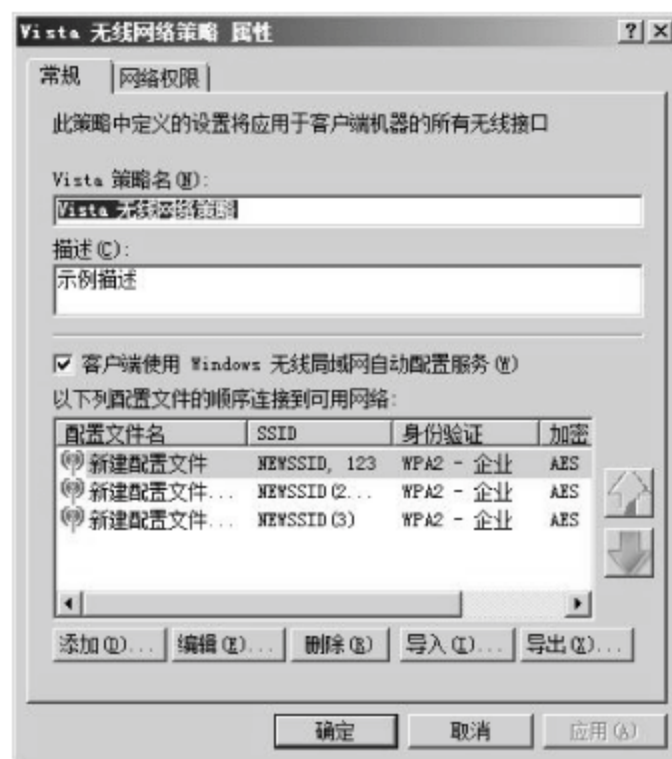 Vista 无线网络策略 属性
常规 网络权限
此策略中定义的设置将应用于客户端机器的所有无线接口
Vista 策略名(N):
Vista 无线网络策略
描述(C):
示例描述
客户端使用 Windows 无线局域网自动配置服务(W)
以下列配置文件的顺序连接到可用网络:
配置文件名 SSID 身份验证 加密
新建配置文件 NEWSSID, 123 WPA2 - 企业 AES
新建配置文件... NEWSSID(2... WPA2 - 企业 AES
新建配置文件... NEWSSID(3) WPA2 - 企业 AES
添加(D)... 编辑(E)... 删除(R) 导入(I)... 导出(X)...
确定 取消 应用(A)